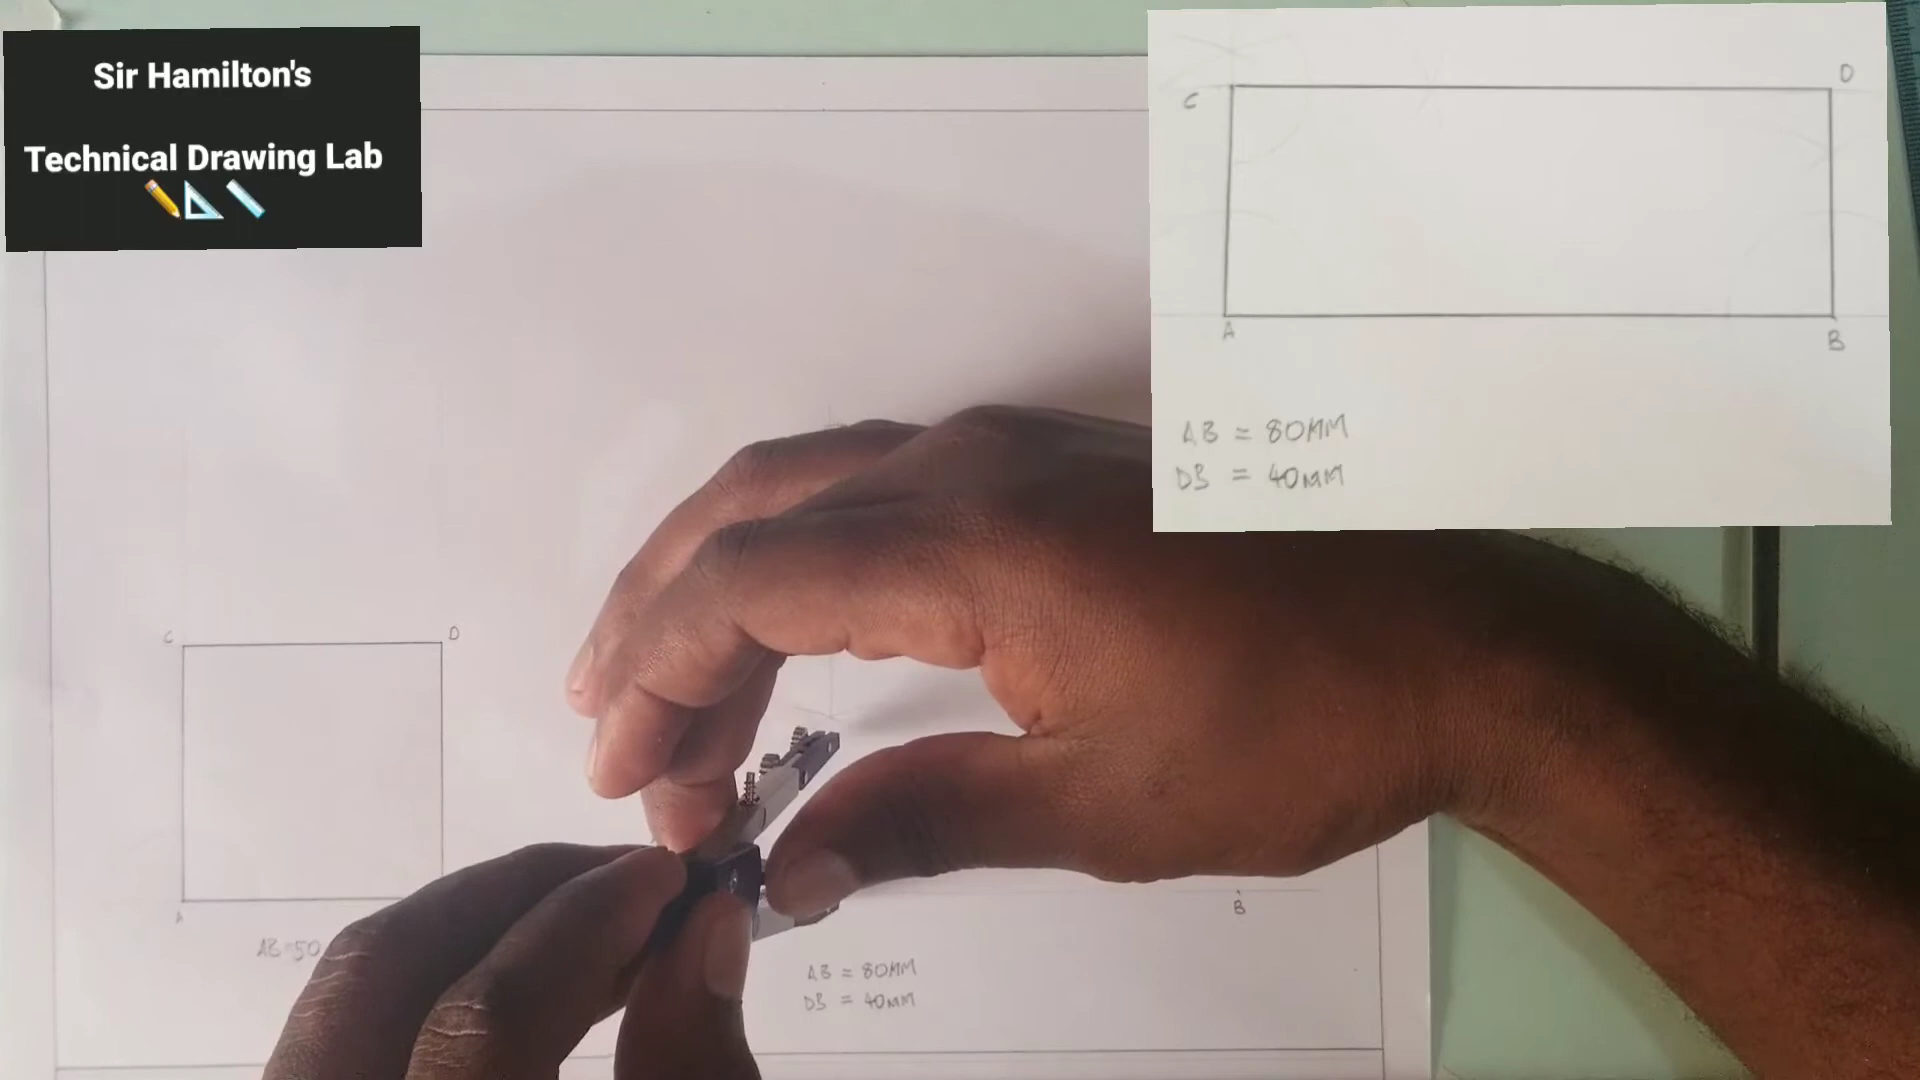 Sir Hamilton's
Technical Drawing Lab
C
D
A
B
AB = 80MM
DB = 40MM
C
D
A
AB=50
B
AB = 80MM
DB = 40MM